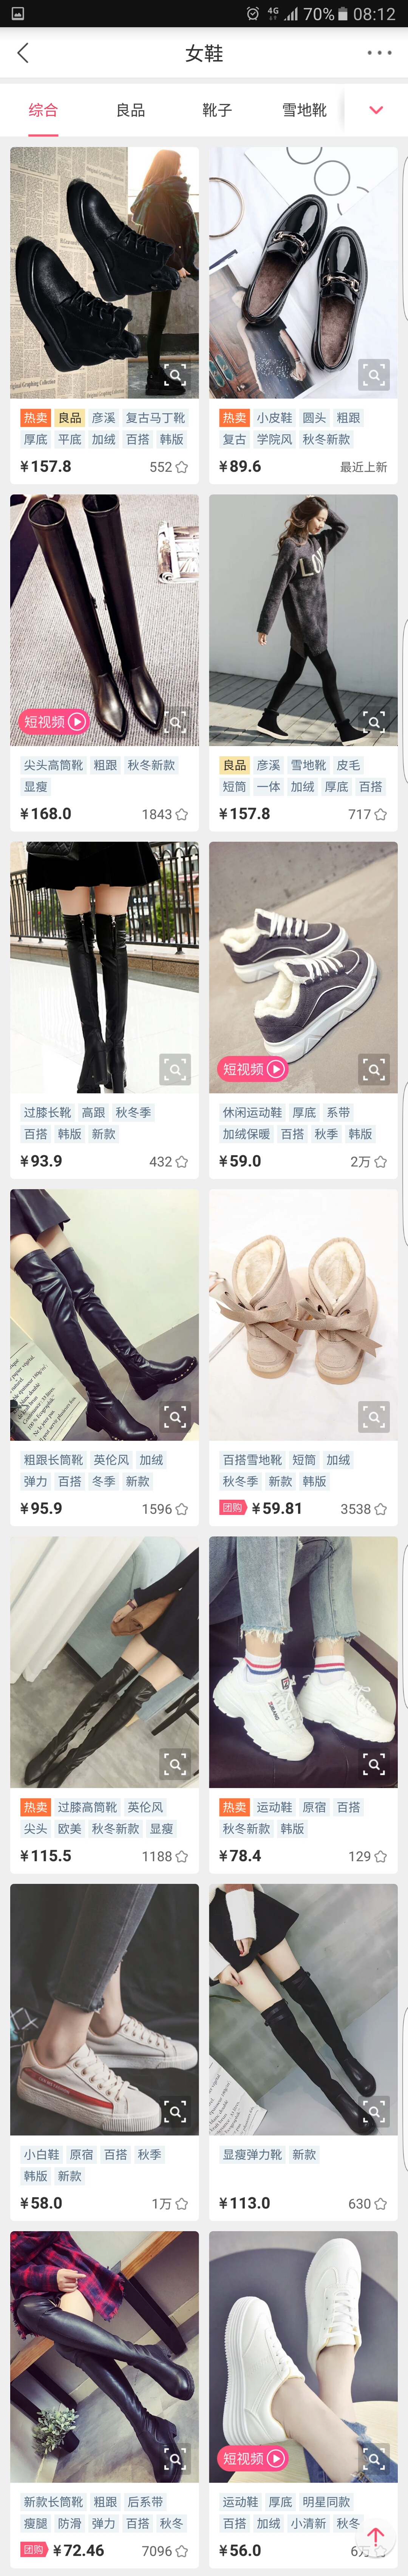 4G 70% 08:12
女鞋
综合 良品 靴子 雪地靴
热卖 良品 彦溪 复古马丁靴
厚底 平底 加绒 百搭 韩版
¥157.8 552
热卖 小皮鞋 圆头 粗跟
复古 学院风 秋冬新款
¥89.6 最近上新
短视频
尖头高筒靴 粗跟 秋冬新款
显瘦
¥168.0 1843
LO
良品 彦溪 雪地靴 皮毛
短筒 一体 加绒 厚底 百搭
¥157.8 717
过膝长靴 高跟 秋冬季
百搭 韩版 新款
¥93.9 432
短视频
休闲运动鞋 厚底 系带
加绒保暖 百搭 秋季 韩版
¥59.0 2万
粗跟长筒靴 英伦风 加绒
弹力 百搭 冬季 新款
¥95.9 1596
百搭雪地靴 短筒 加绒
秋冬季 新款 韩版
团购 ¥59.81 3538
热卖 过膝高筒靴 英伦风
尖头 欧美 秋冬新款 显瘦
¥115.5 1188
热卖 运动鞋 原宿 百搭
秋冬新款 韩版
¥78.4 129
小白鞋 原宿 百搭 秋季
韩版 新款
¥58.0 1万
显瘦弹力靴 新款
¥113.0 630
新款长筒靴 粗跟 后系带
瘦腿 防滑 弹力 百搭 秋冬
团购 ¥72.46 7096
短视频
运动鞋 厚底 明星同款
百搭 加绒 小清新 秋冬
¥56.0